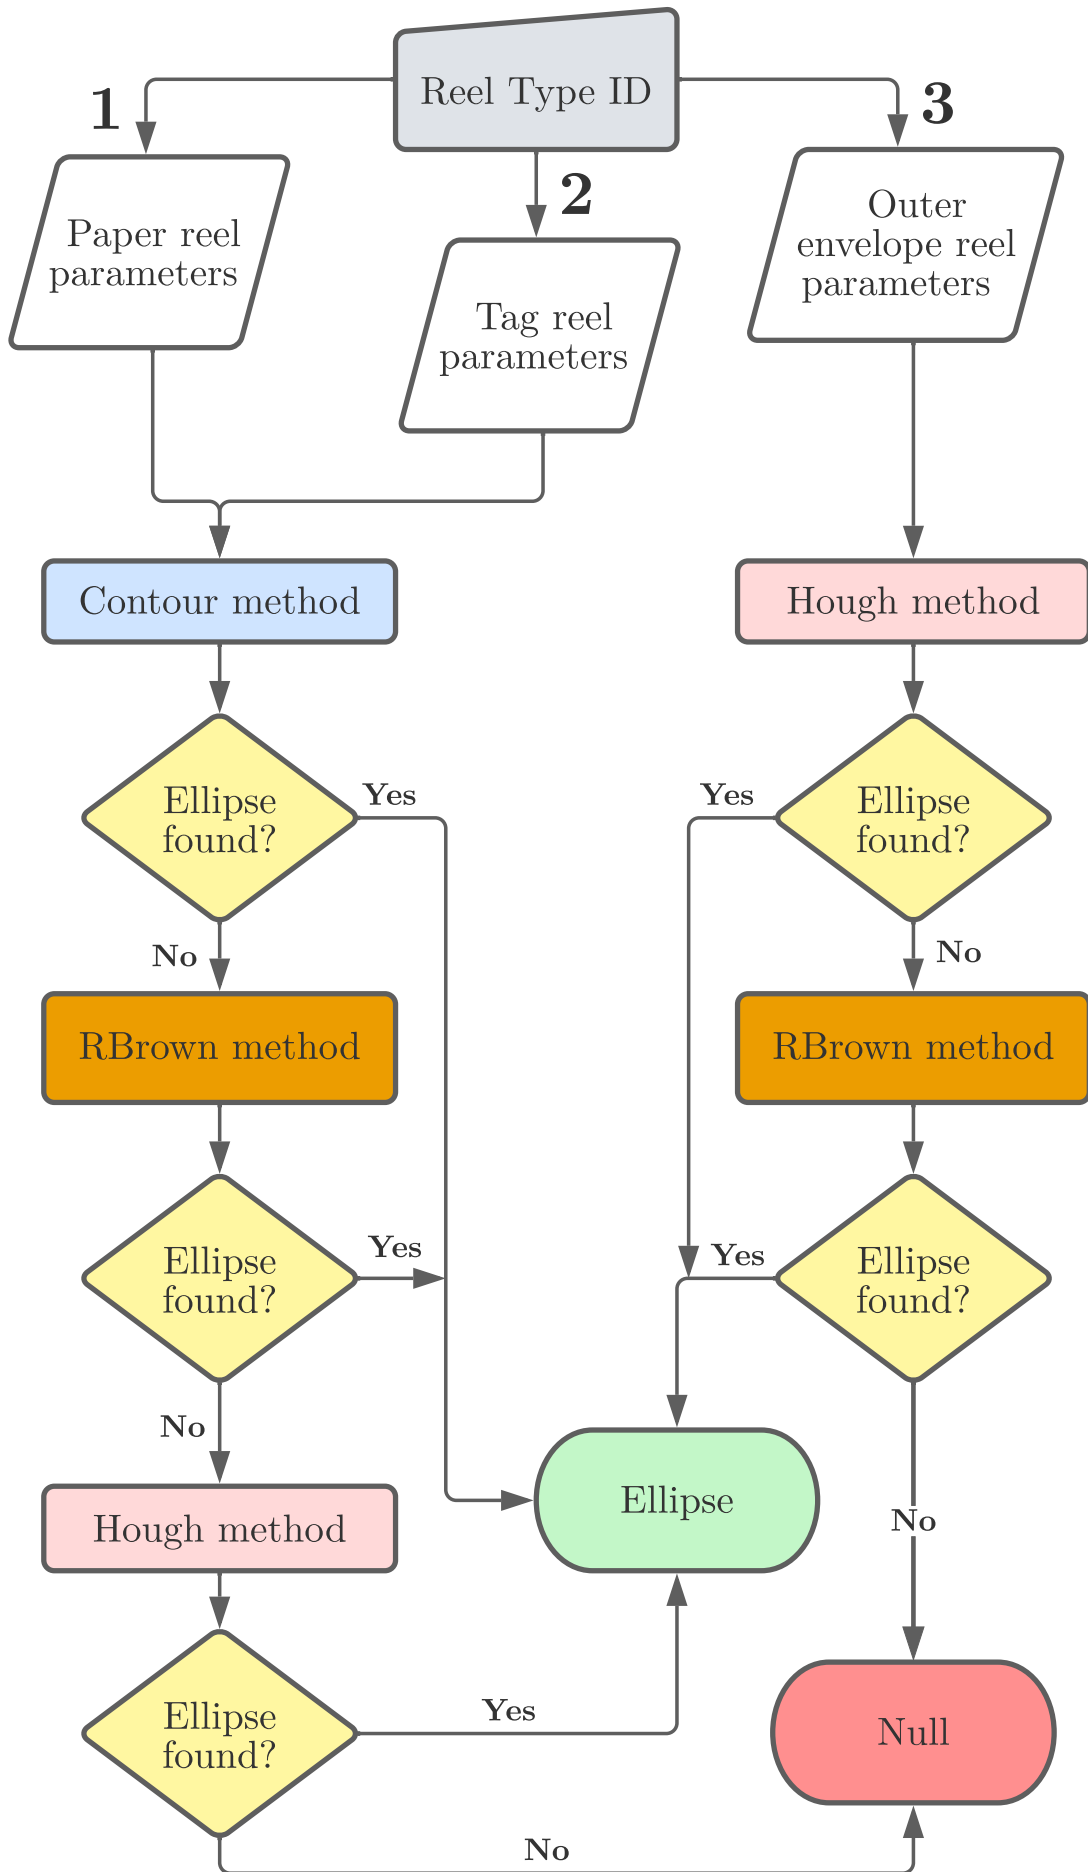 Reel Type ID
1
2
3
Paper reel
parameters
Tag reel
parameters
Outer
envelope reel
parameters
Contour method
Hough method
Ellipse
found?
Yes
No
Ellipse
found?
Yes
No
RBrown method
RBrown method
Ellipse
found?
Yes
No
Ellipse
found?
Yes
No
Hough method
Ellipse
Ellipse
found?
Yes
No
Null